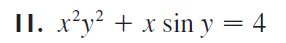 11. x²y² + x sin y = 4